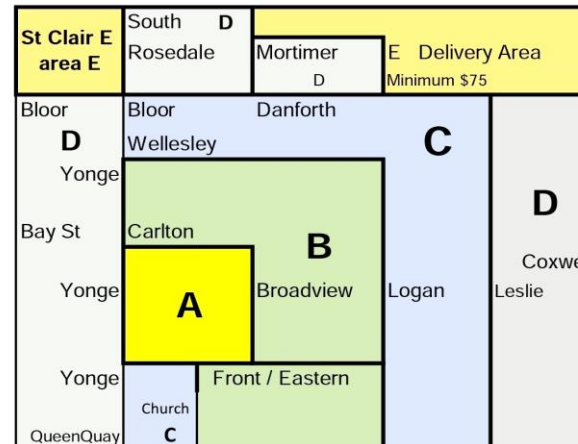 St Clair E
area E
South D
Rosedale
Mortimer
D
E Delivery Area
Minimum $75
Bloor
D
Bloor Danforth
Wellesley
C
Yonge
D
Bay St
Carlton
B
Coxwe
Yonge
A
Broadview
Logan
Leslie
Yonge
Front / Eastern
Church
C
QueenQuay